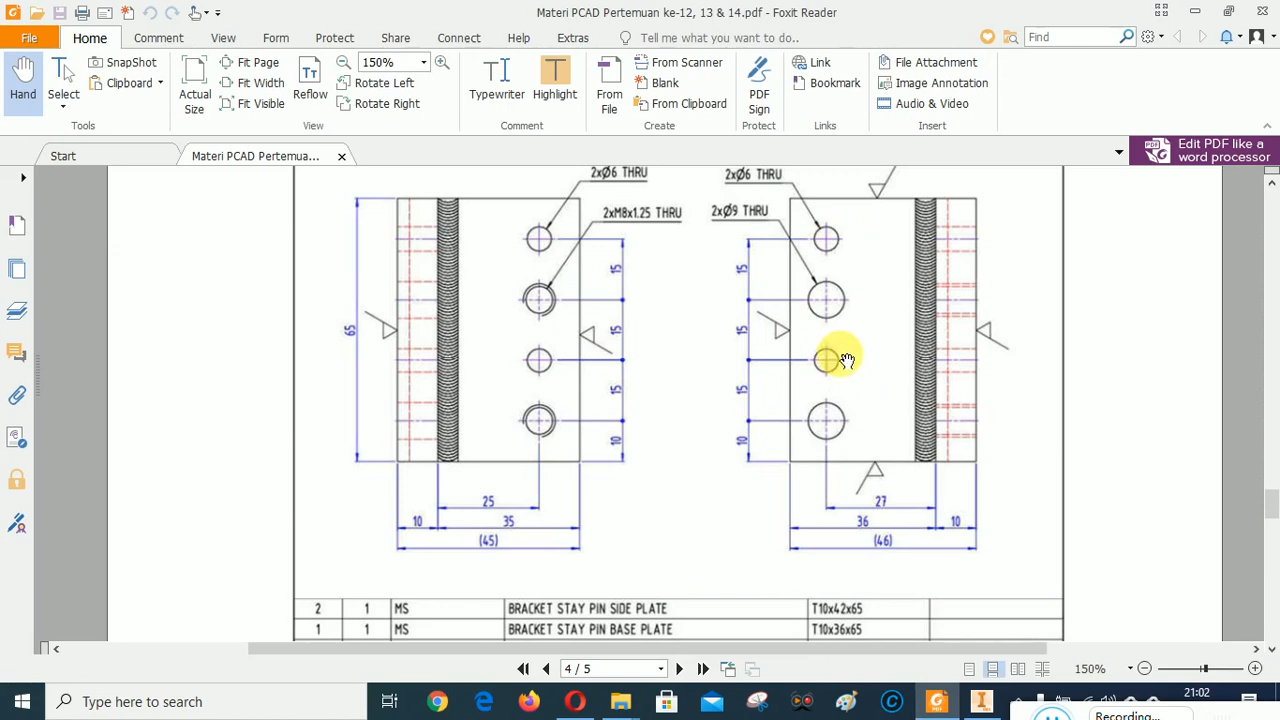 Materi PCAD Pertemuan ke-12, 13 & 14.pdf - Foxit Reader
File
Home
Comment
View
Form
Protect
Share
Connect
Help
Extras
Tell me what you want to do..
Find
Hand
Select
SnapShot
Clipboard
Tools
Actual Size
Fit Page
Fit Width
Fit Visible
Reflow
150%
Rotate Left
Rotate Right
View
Typewriter
Highlight
Comment
From File
From Scanner
Blank
From Clipboard
Create
PDF Sign
Protect
Link
Bookmark
Links
File Attachment
Image Annotation
Audio & Video
Insert
Start
Materi PCAD Pertemua...
Edit PDF like a word processor
2xØ6 THRU
2xM8x1.25 THRU
65
15
15
15
10
25
10
35
(45)
2xØ6 THRU
2xØ9 THRU
15
15
15
10
27
36
10
(46)
2 1 MS BRACKET STAY PIN SIDE PLATE T10x42x65
1 1 MS BRACKET STAY PIN BASE PLATE T10x36x65
4 / 5
150%
Type here to search
21:02
Recording...